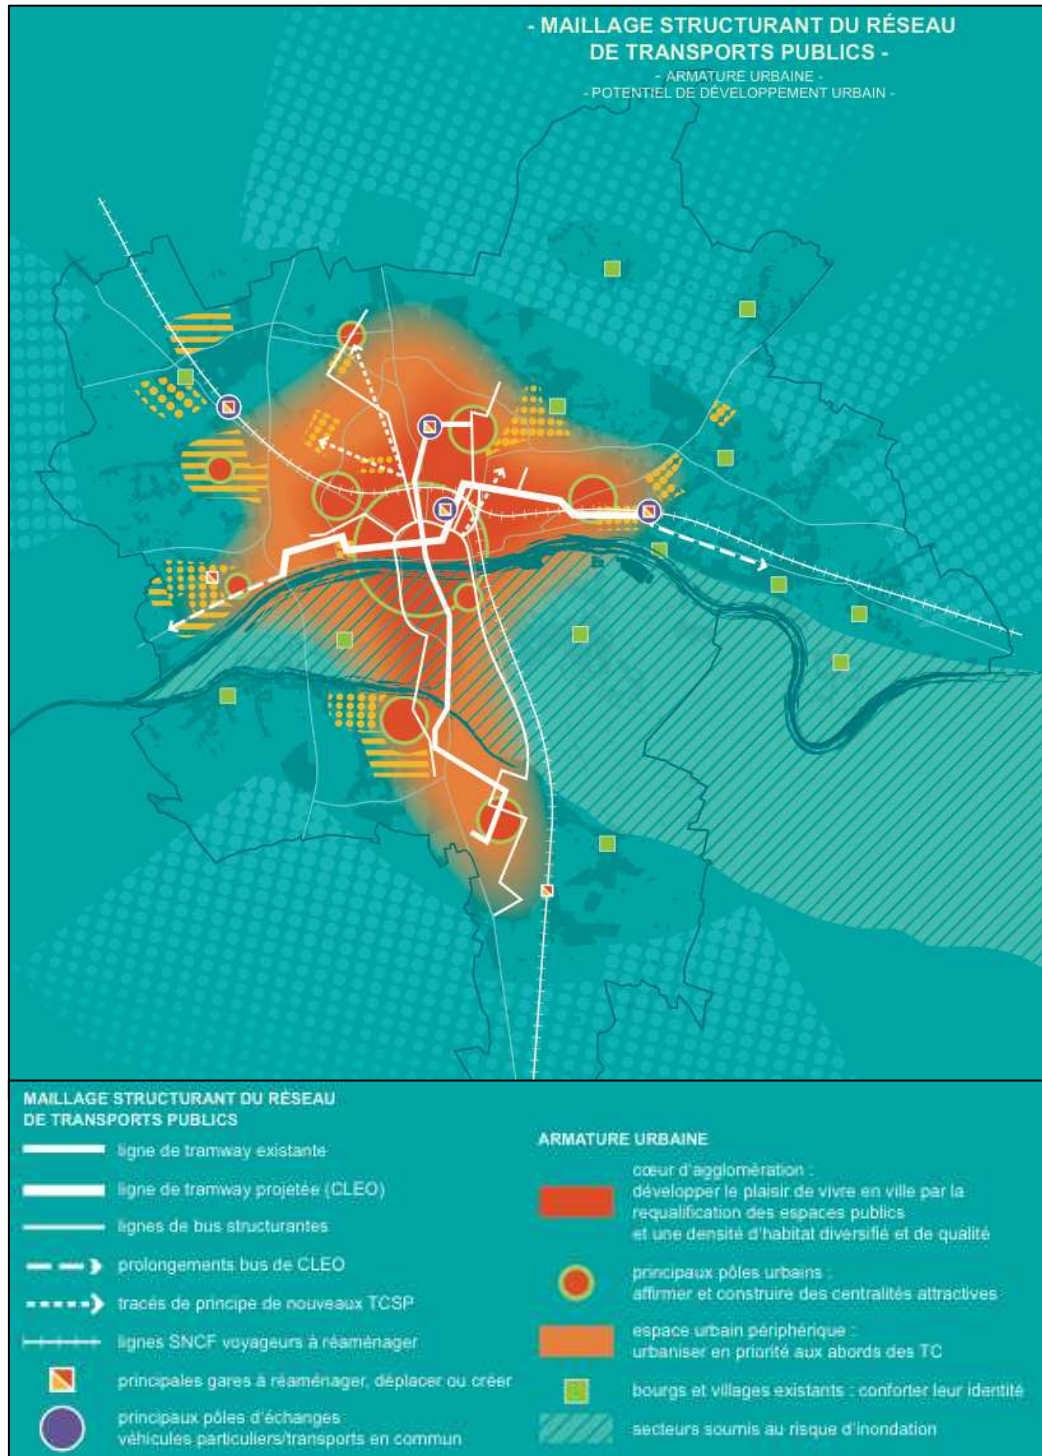 - MAILLAGE STRUCTURANT DU RÉSEAU
DE TRANSPORTS PUBLICS -
- ARMATURE URBAINE -
- POTENTIEL DE DÉVELOPPEMENT URBAIN -
MAILLAGE STRUCTURANT DU RÉSEAU
DE TRANSPORTS PUBLICS
ligne de tramway existante
ligne de tramway projetée (CLEO)
lignes de bus structurantes
prolongements bus de CLEO
tracés de principe de nouveaux TCSP
lignes SNCF voyageurs à réaménager
principales gares à réaménager, déplacer ou créer
principaux pôles d'échanges
véhicules particuliers/transports en commun
ARMATURE URBAINE
cœur d'agglomération :
développer le plaisir de vivre en ville par la
requalification des espaces publics
et une densité d'habitat diversifié et de qualité
principaux pôles urbains :
affirmer et construire des centralités attractives
espace urbain périphérique :
urbaniser en priorité aux abords des TC
bourgs et villages existants : conforter leur identité
secteurs soumis au risque d'inondation